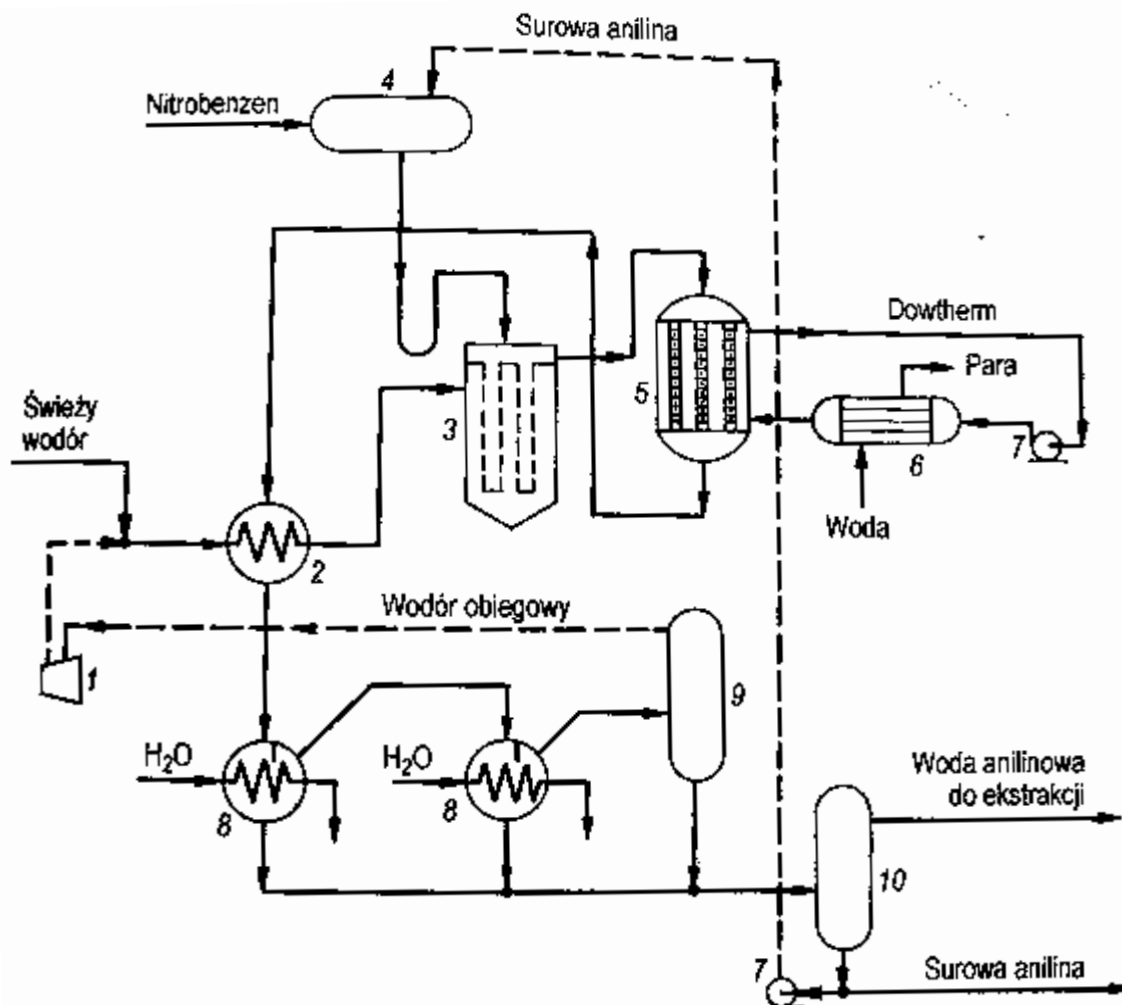 Surowa anilina
4
Nitrobenzen
Dowtherm
Para
5
3
Świeży
wodór
7
6
Woda
2
Wodór obiegowy
1
9
H₂O
H₂O
Woda anilinowa
do ekstrakcji
8
8
10
7
Surowa anilina